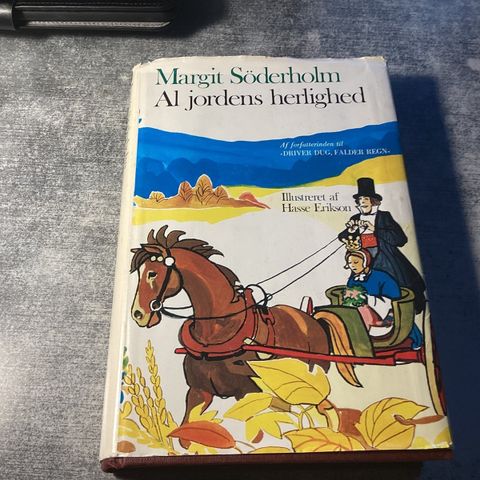 Margit Söderholm
Al jordens herlighed
Af forfatterinden til
»DRIVER DUG, FALDER REGN«
Illustreret af
Hasse Erikson